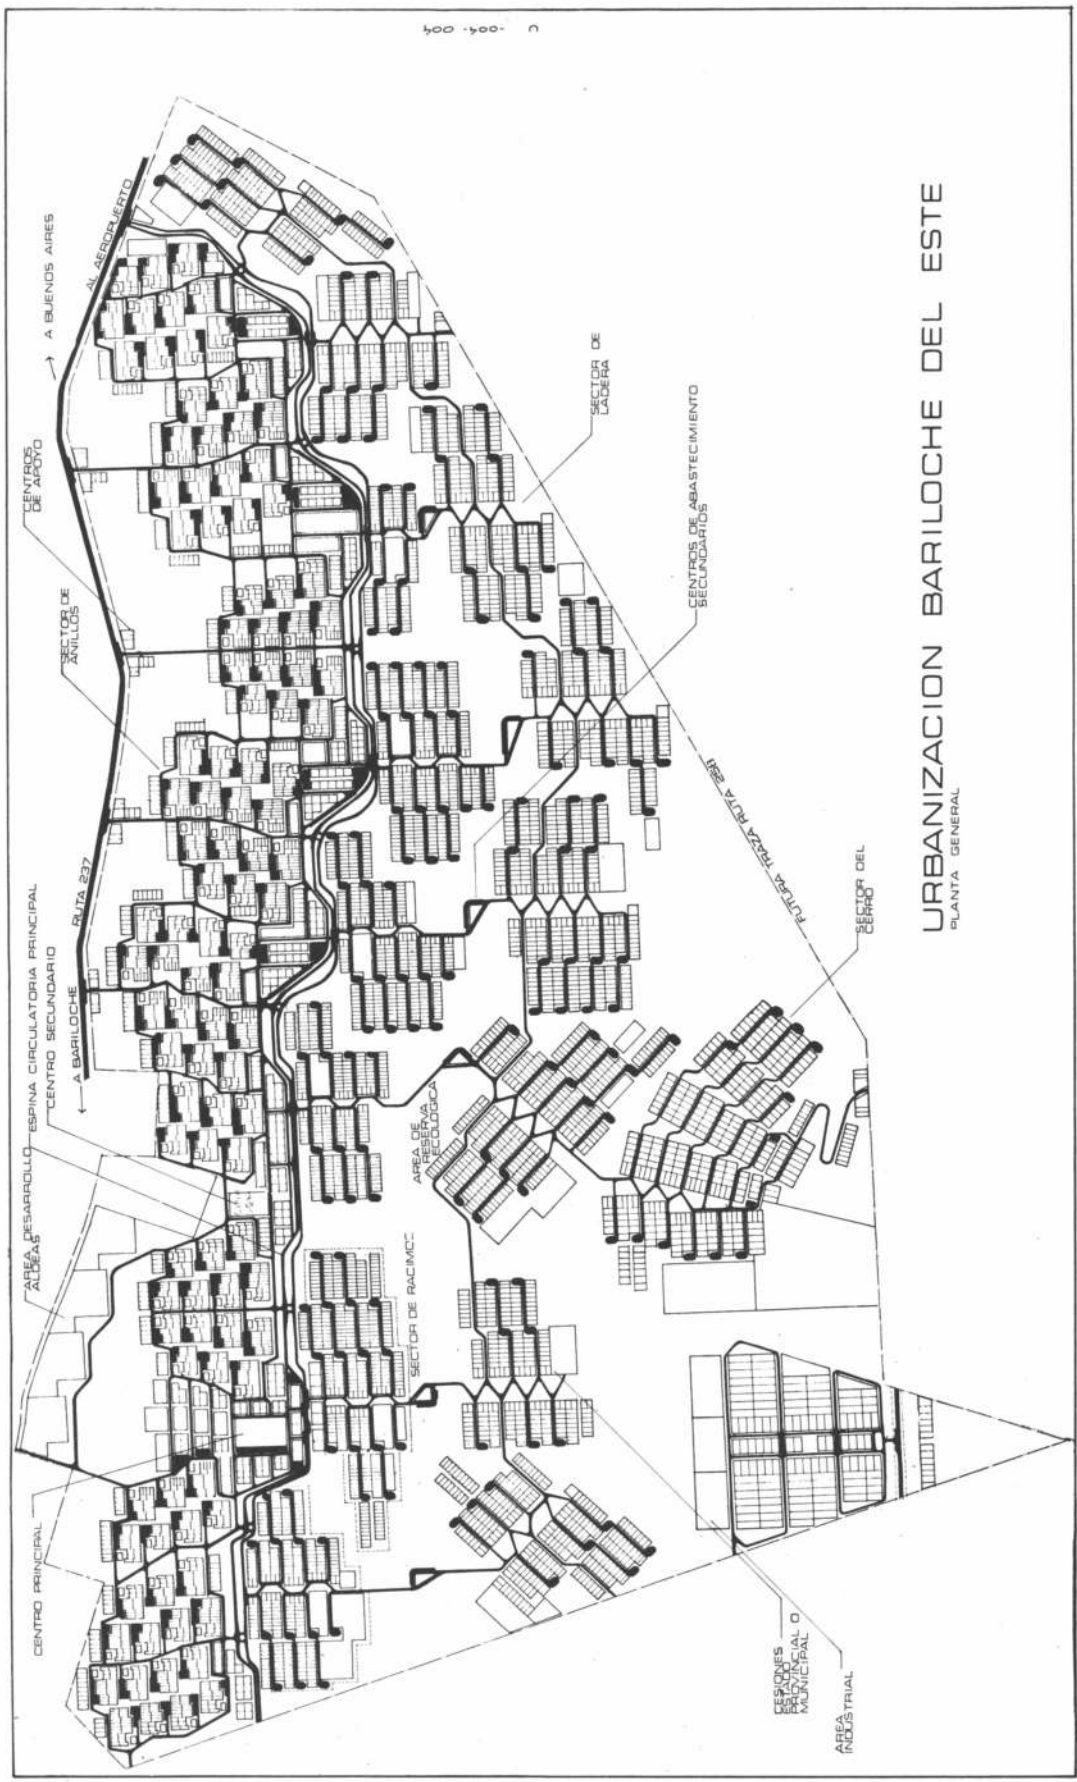 C -004- 004
A BUENOS AIRES
AL AEROPUERTO
CENTROS
DE APOYO
SECTOR DE
ANILLOS
RUTA 237
A BARILOCHE
ESPINA CIRCULATORIA PRINCIPAL
CENTRO SECUNDARIO
AREA DESARROLLO
ALDEAS
CENTRO PRINCIPAL
SECTOR DE
LADERA
CENTROS DE ABASTECIMIENTO
SECUNDARIOS
FUTURA TRAZA RUTA 258
SECTOR DEL
CERRO
AREA DE
RESERVA
ECOLOGICA
SECTOR DE RACIMOS
CESIONES
ESTADO
PROVINCIAL O
MUNICIPAL
AREA
INDUSTRIAL
URBANIZACION BARILOCHE DEL ESTE
PLANTA GENERAL